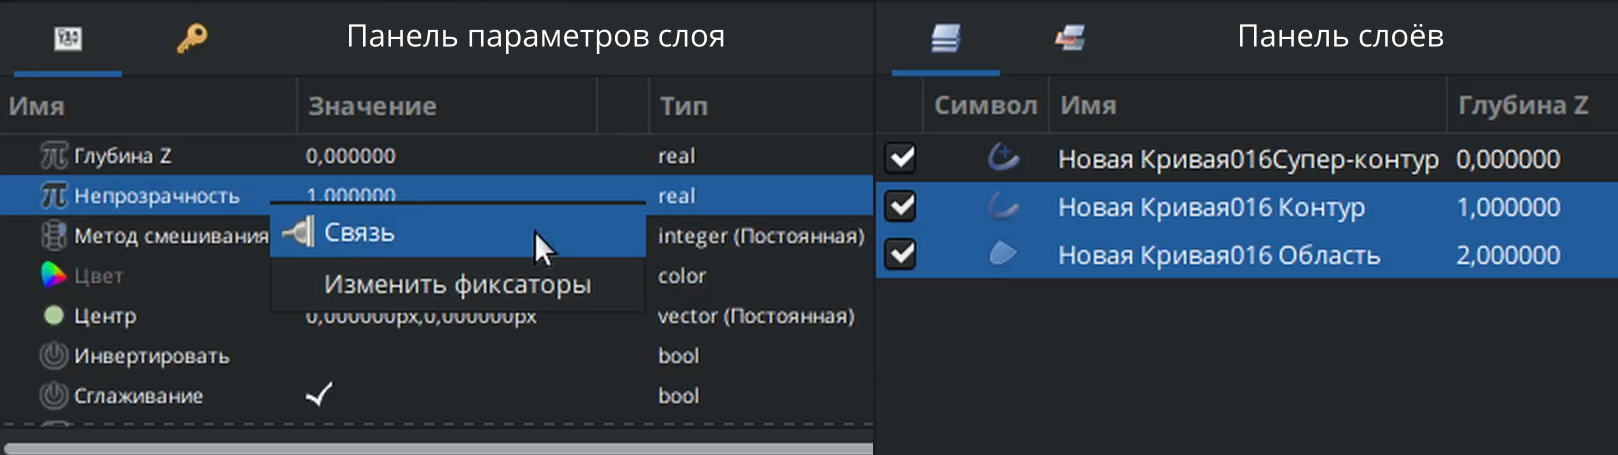 Панель параметров слоя
Имя Значение Тип
Глубина Z 0,000000 real
Непрозрачность 1,000000 real
Связь
Метод смешивания integer (Постоянная)
Цвет color
Изменить фиксаторы
Центр 0,000000px,0,000000px vector (Постоянная)
Инвертировать bool
Сглаживание bool
Панель слоёв
Символ Имя Глубина Z
Новая Кривая016Супер-контур 0,000000
Новая Кривая016 Контур 1,000000
Новая Кривая016 Область 2,000000